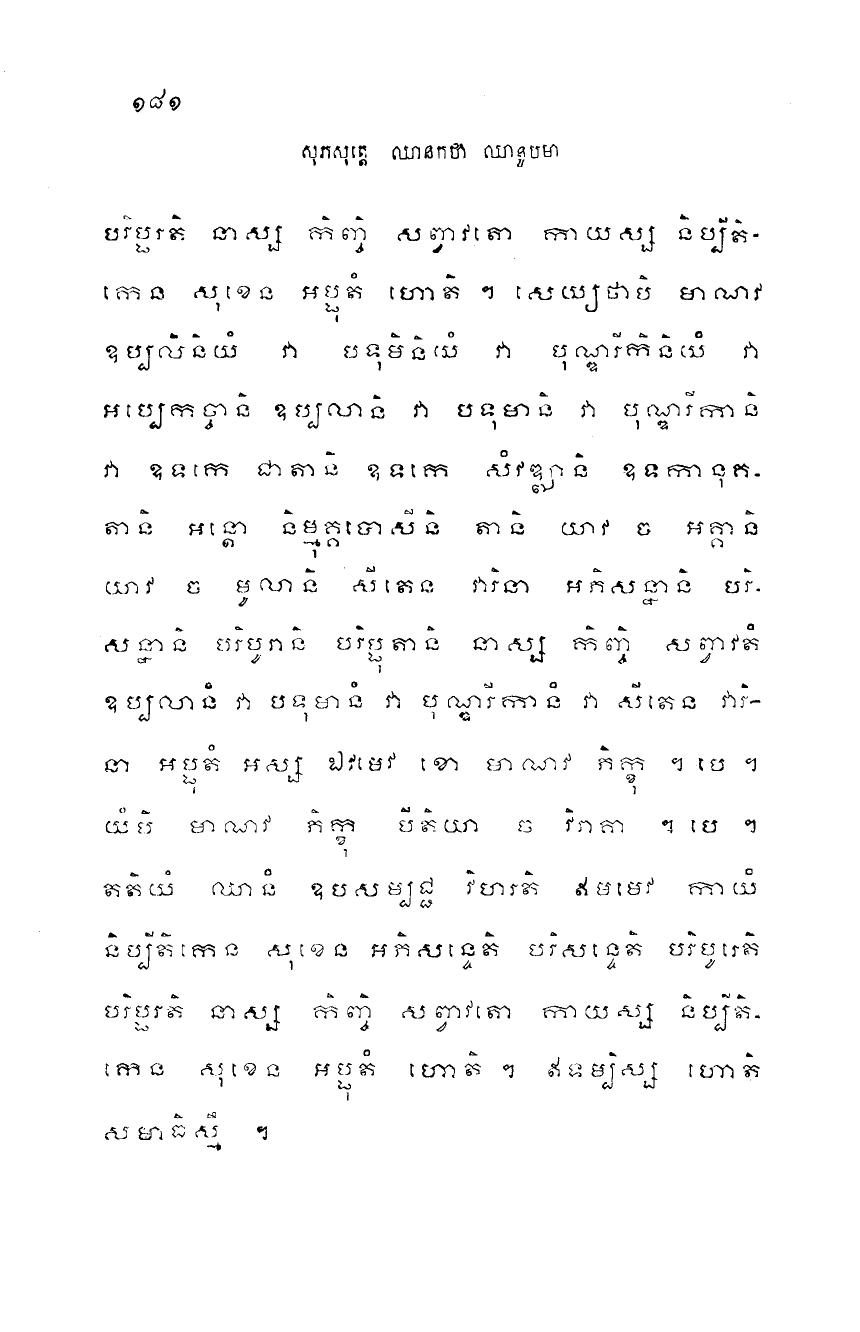 ១៨១
សុភសុត្តេ ឈានកថា ឈានូបមា
បរិប្ផរតិ នាស្ស កិញ្ចិ សព្វាវតោ កាយស្ស និប្បីតិ-
កេន សុខេន អប្ផុតំ ហោតិ ។ សេយ្យថាបិ មាណវ
ឧប្បលិនិយំ វា បទុមិនិយំ វា បុណ្ឌរីកិនិយំ វា
អប្បេកច្ចានិ ឧប្បលានិ វា បទុមានិ វា បុណ្ឌរីកានិ
វា ឧទកេ ជាតានិ ឧទកេ សំវឌ្ឍានិ ឧទកានុគ-
តានិ អន្តោ និម្មុគ្គបោសីនិ តានិ យាវ ច អគ្គានិ
យាវ ច មូលានិ សីតេន វារិនា អភិសន្នានិ បរិ-
សន្នានិ បរិបូរានិ បរិប្ផុតានិ នាស្ស កិញ្ចិ សព្វាវតំ
ឧប្បលានំ វា បទុមានំ វា បុណ្ឌរីកានំ វា សីតេន វារិ-
នា អប្ផុតំ អស្ស ឯវមេវ ខោ មាណវ ភិក្ខុ ។ បេ ។
យំបិ មាណវ ភិក្ខុ បីតិយា ច វិរាគា ។ បេ ។
តតិយំ ឈានំ ឧបសម្បជ្ជ វិហរតិ ឥមមេវ កាយំ
និប្បីតិកេន សុខេន អភិសន្ទេតិ បរិសន្ទេតិ បរិបូរេតិ
បរិប្ផរតិ នាស្ស កិញ្ចិ សព្វាវតោ កាយស្ស និប្បីតិ-
កេន សុខេន អប្ផុតំ ហោតិ ។ ឥទម្បិស្ស ហោតិ
សមាធិស្មឹ ។